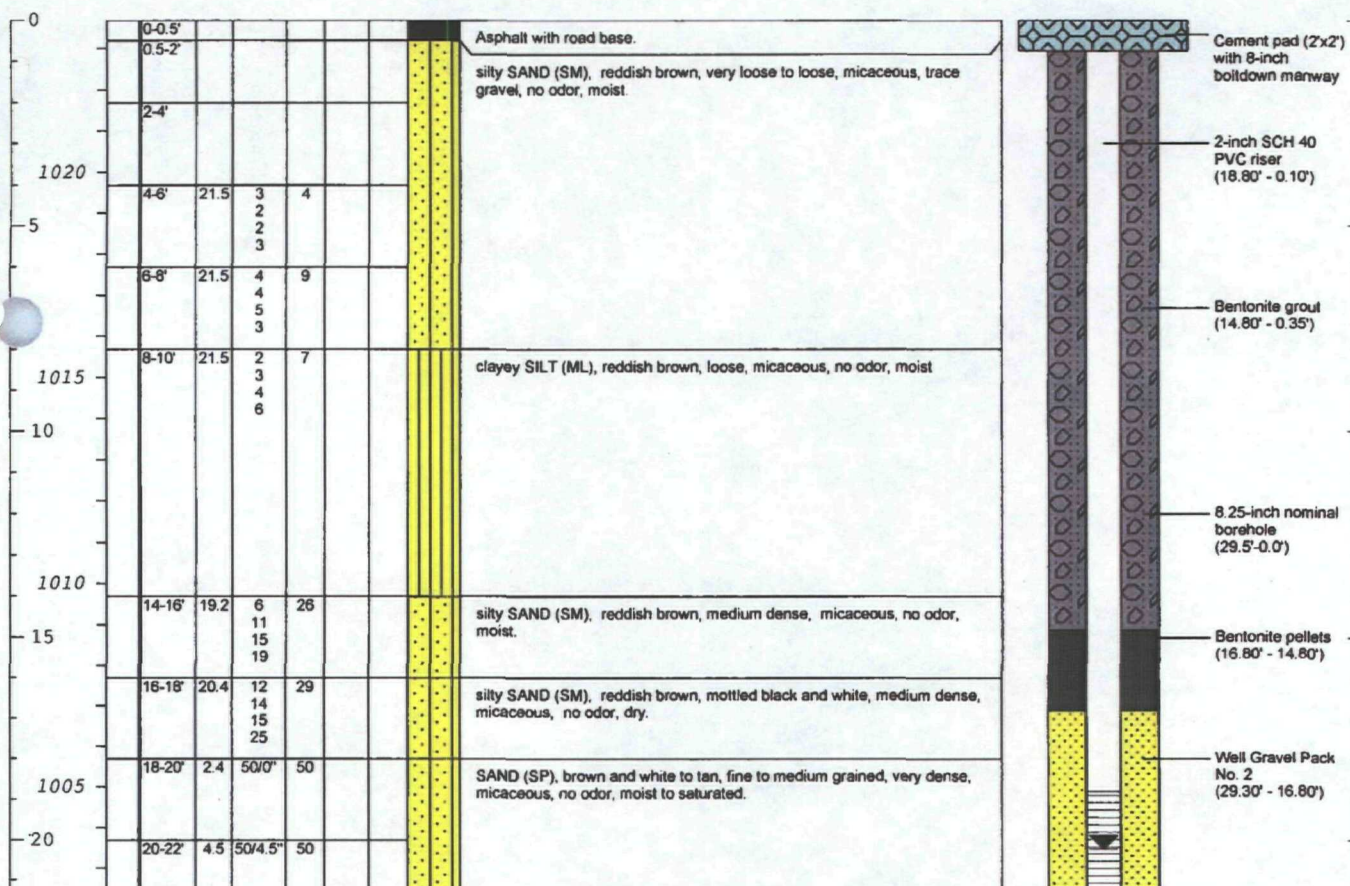 0
0-0.5'
Asphalt with road base.
0.5-2'
silty SAND (SM), reddish brown, very loose to loose, micaceous, trace
gravel, no odor, moist
2-4'
1020
4-6' 21.5 3 4
2
2
3
5
6-8' 21.5 4 9
4
5
3
8-10' 21.5 2 7
3
4
6
clayey SILT (ML), reddish brown, loose, micaceous, no odor, moist
1015
10
1010
14-16' 19.2 6 26
11
15
19
silty SAND (SM), reddish brown, medium dense, micaceous, no odor,
moist.
15
16-18' 20.4 12 29
14
15
25
silty SAND (SM), reddish brown, mottled black and white, medium dense,
micaceous, no odor, dry.
18-20' 2.4 50/0" 50
SAND (SP), brown and white to tan, fine to medium grained, very dense,
micaceous, no odor, moist to saturated.
1005
20
20-22' 4.5 50/4.5" 50
Cement pad (2'x2')
with 8-inch
boltdown manway
2-inch SCH 40
PVC riser
(18.80' - 0.10')
Bentonite grout
(14.80' - 0.35')
8.25-inch nominal
borehole
(29.5'-0.0')
Bentonite pellets
(16.80' - 14.80')
Well Gravel Pack
No. 2
(29.30' - 16.80')